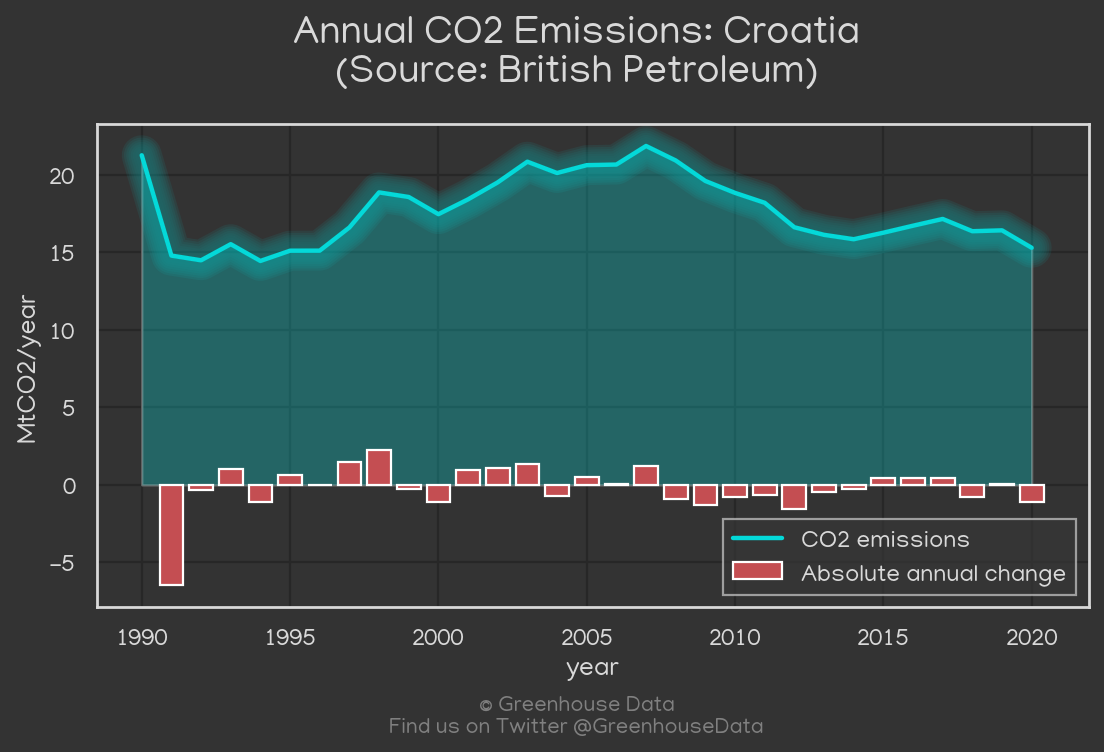 Annual CO2 Emissions: Croatia
(Source: British Petroleum)
MtCO2/year
20
15
10
5
0
−5
CO2 emissions
Absolute annual change
1990 1995 2000 2005 2010 2015 2020
year
© Greenhouse Data
Find us on Twitter @GreenhouseData